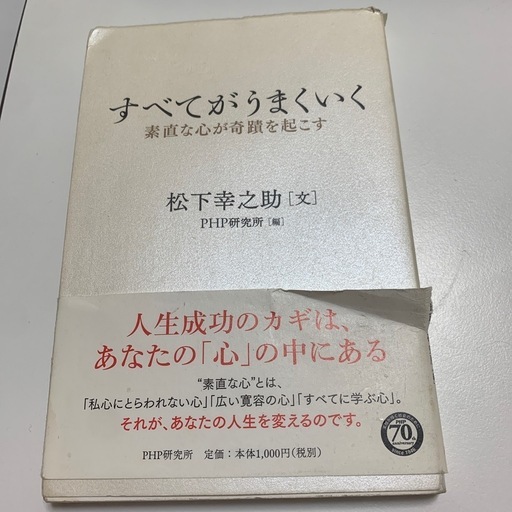 すべてがうまくいく
素直な心が奇蹟を起こす
松下幸之助［文］
PHP研究所［編］
人生成功のカギは、
あなたの「心」の中にある
“素直な心”とは、
「私心にとらわれない心」「広い寛容の心」「すべてに学ぶ心」。
それが、あなたの人生を変えるのです。
PHP
70th
anniversary
since 1946
PHP研究所 定価：本体1,000円（税別）